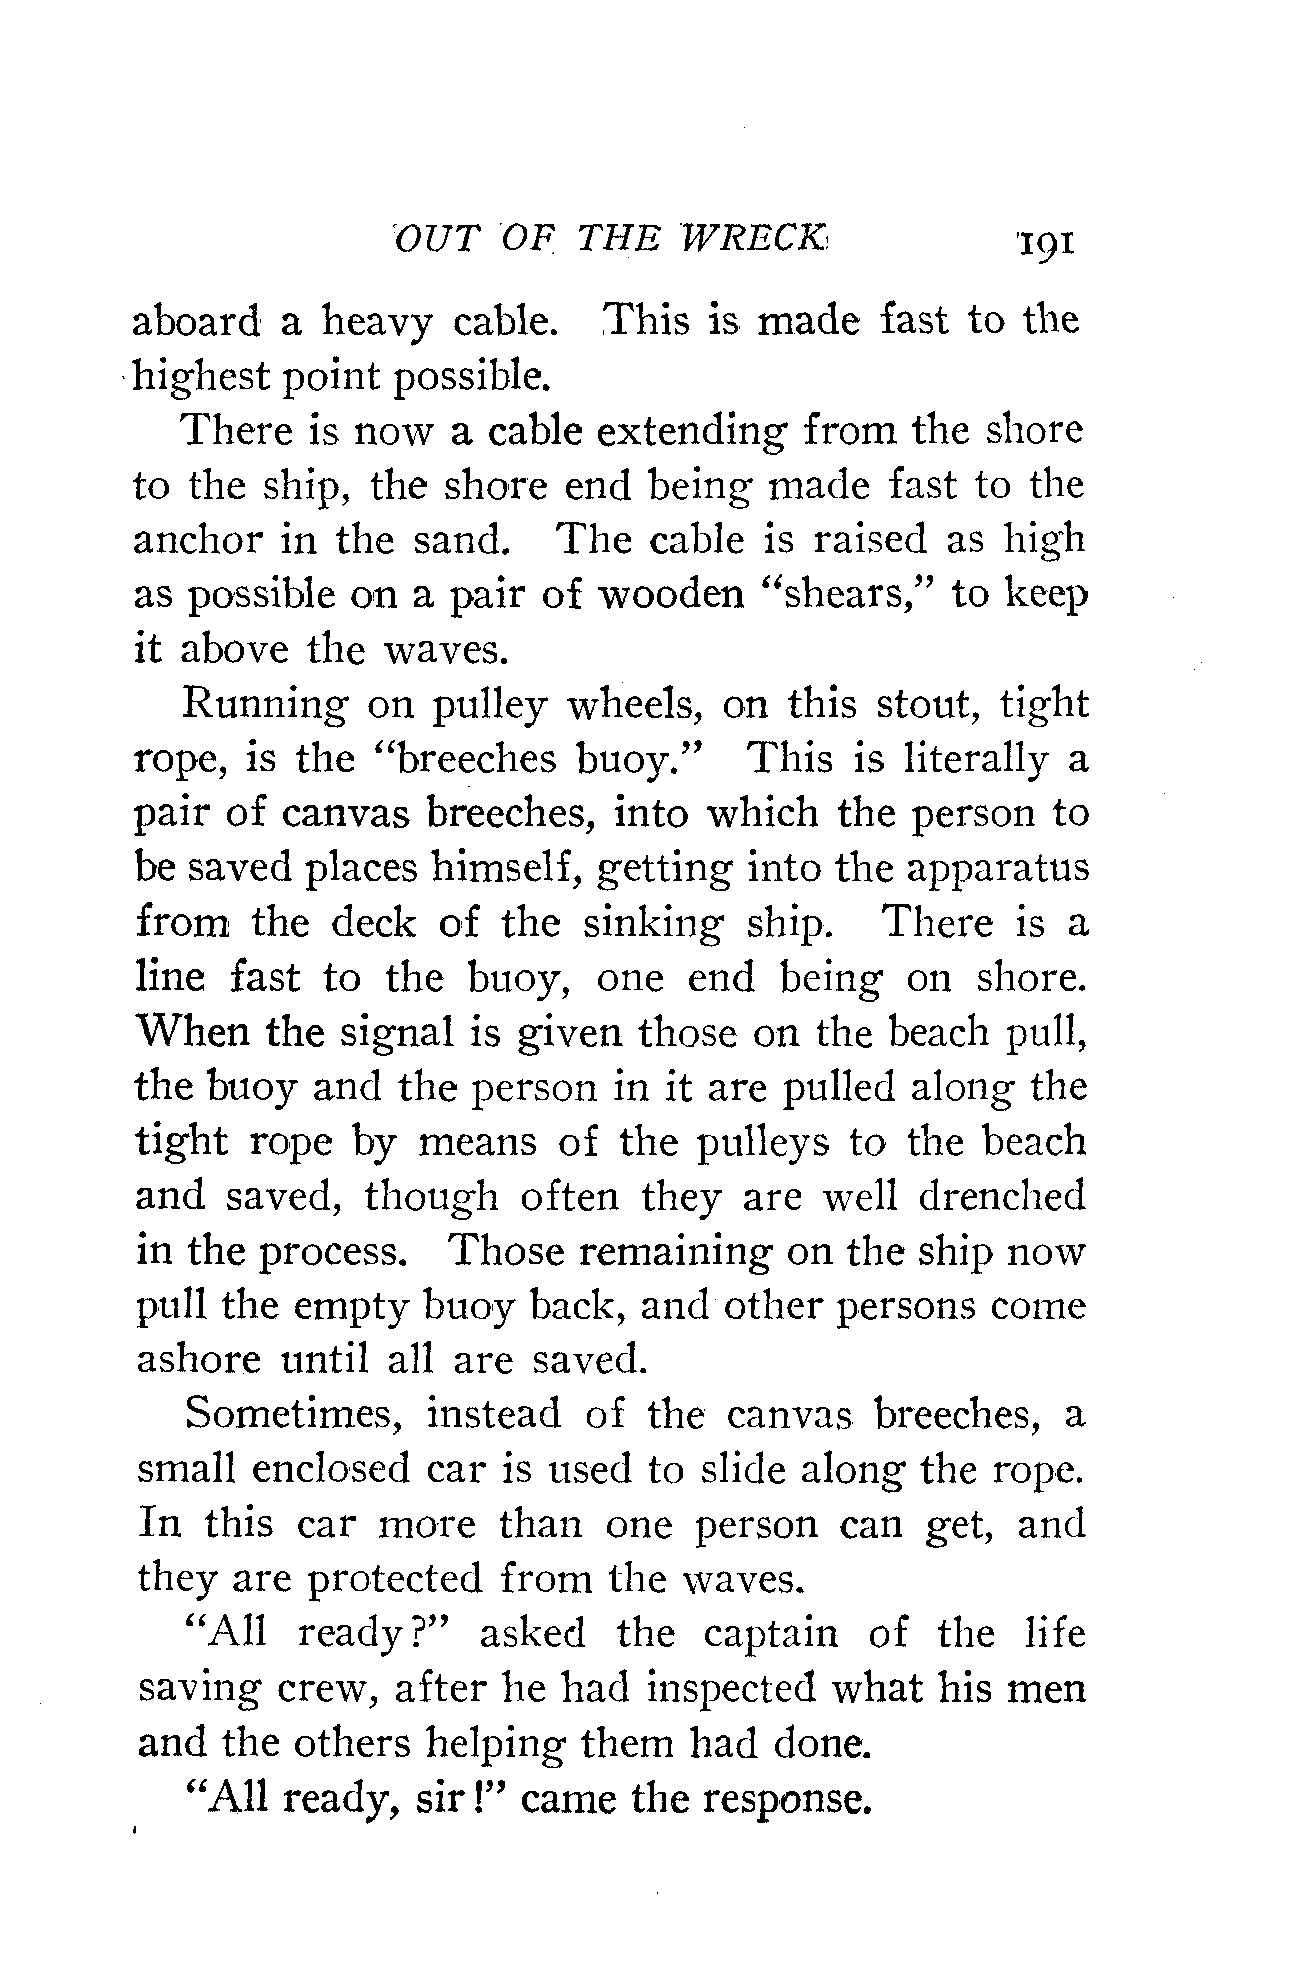 OUT OF THE WRECK 191
aboard a heavy cable. This is made fast to the
highest point possible.
There is now a cable extending from the shore
to the ship, the shore end being made fast to the
anchor in the sand. The cable is raised as high
as possible on a pair of wooden “shears,” to keep
it above the waves.
Running on pulley wheels, on this stout, tight
rope, is the “breeches buoy.” This is literally a
pair of canvas breeches, into which the person to
be saved places himself, getting into the apparatus
from the deck of the sinking ship. There is a
line fast to the buoy, one end being on shore.
When the signal is given those on the beach pull,
the buoy and the person in it are pulled along the
tight rope by means of the pulleys to the beach
and saved, though often they are well drenched
in the process. Those remaining on the ship now
pull the empty buoy back, and other persons come
ashore until all are saved.
Sometimes, instead of the canvas breeches, a
small enclosed car is used to slide along the rope.
In this car more than one person can get, and
they are protected from the waves.
“All ready?” asked the captain of the life
saving crew, after he had inspected what his men
and the others helping them had done.
“All ready, sir!” came the response.